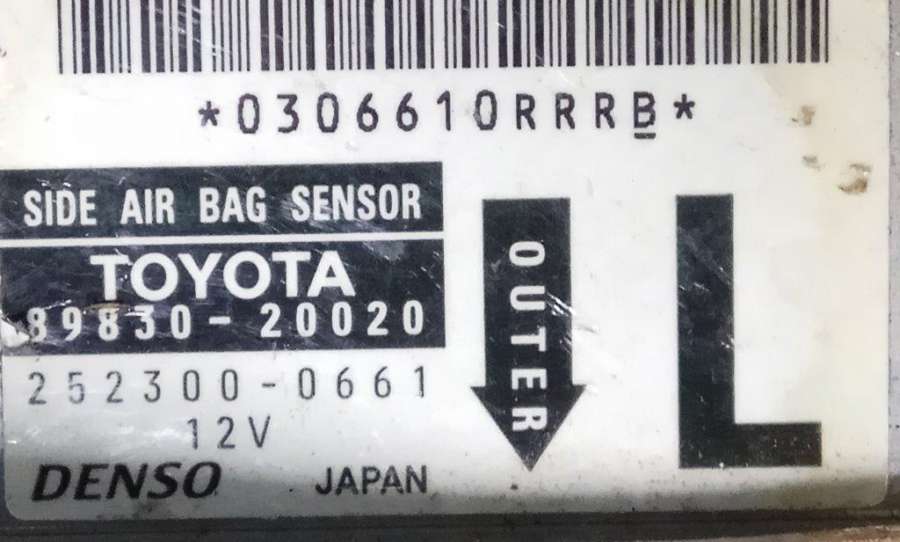 *0306610RRRB*
SIDE AIR BAG SENSOR
TOYOTA
89830-20020
252300-0661
12V
DENSO JAPAN
OUTER
L